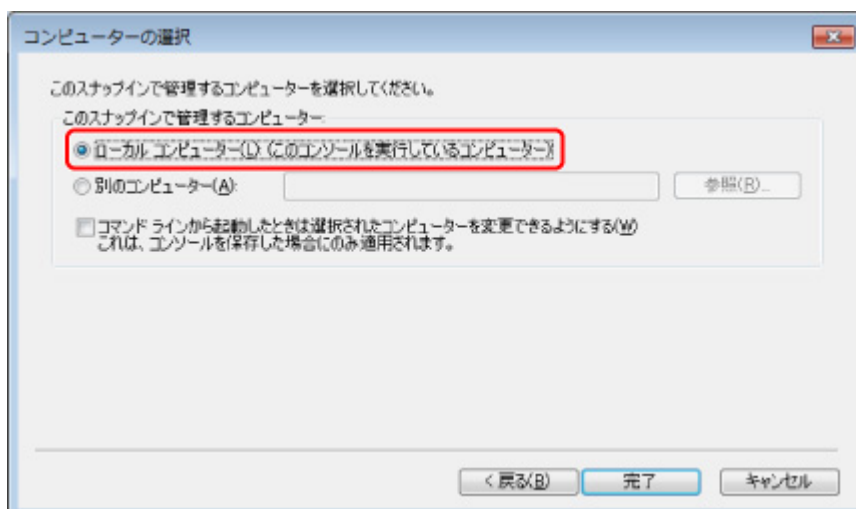 コンピューターの選択
このスナップインで管理するコンピューターを選択してください。
このスナップインで管理するコンピューター:
ローカル コンピューター(L): (このコンソールを実行しているコンピューター)
別のコンピューター(A):
参照(R)...
コマンド ラインから起動したときは選択されたコンピューターを変更できるようにする(W)
これは、コンソールを保存した場合にのみ適用されます。
< 戻る(B)
完了
キャンセル